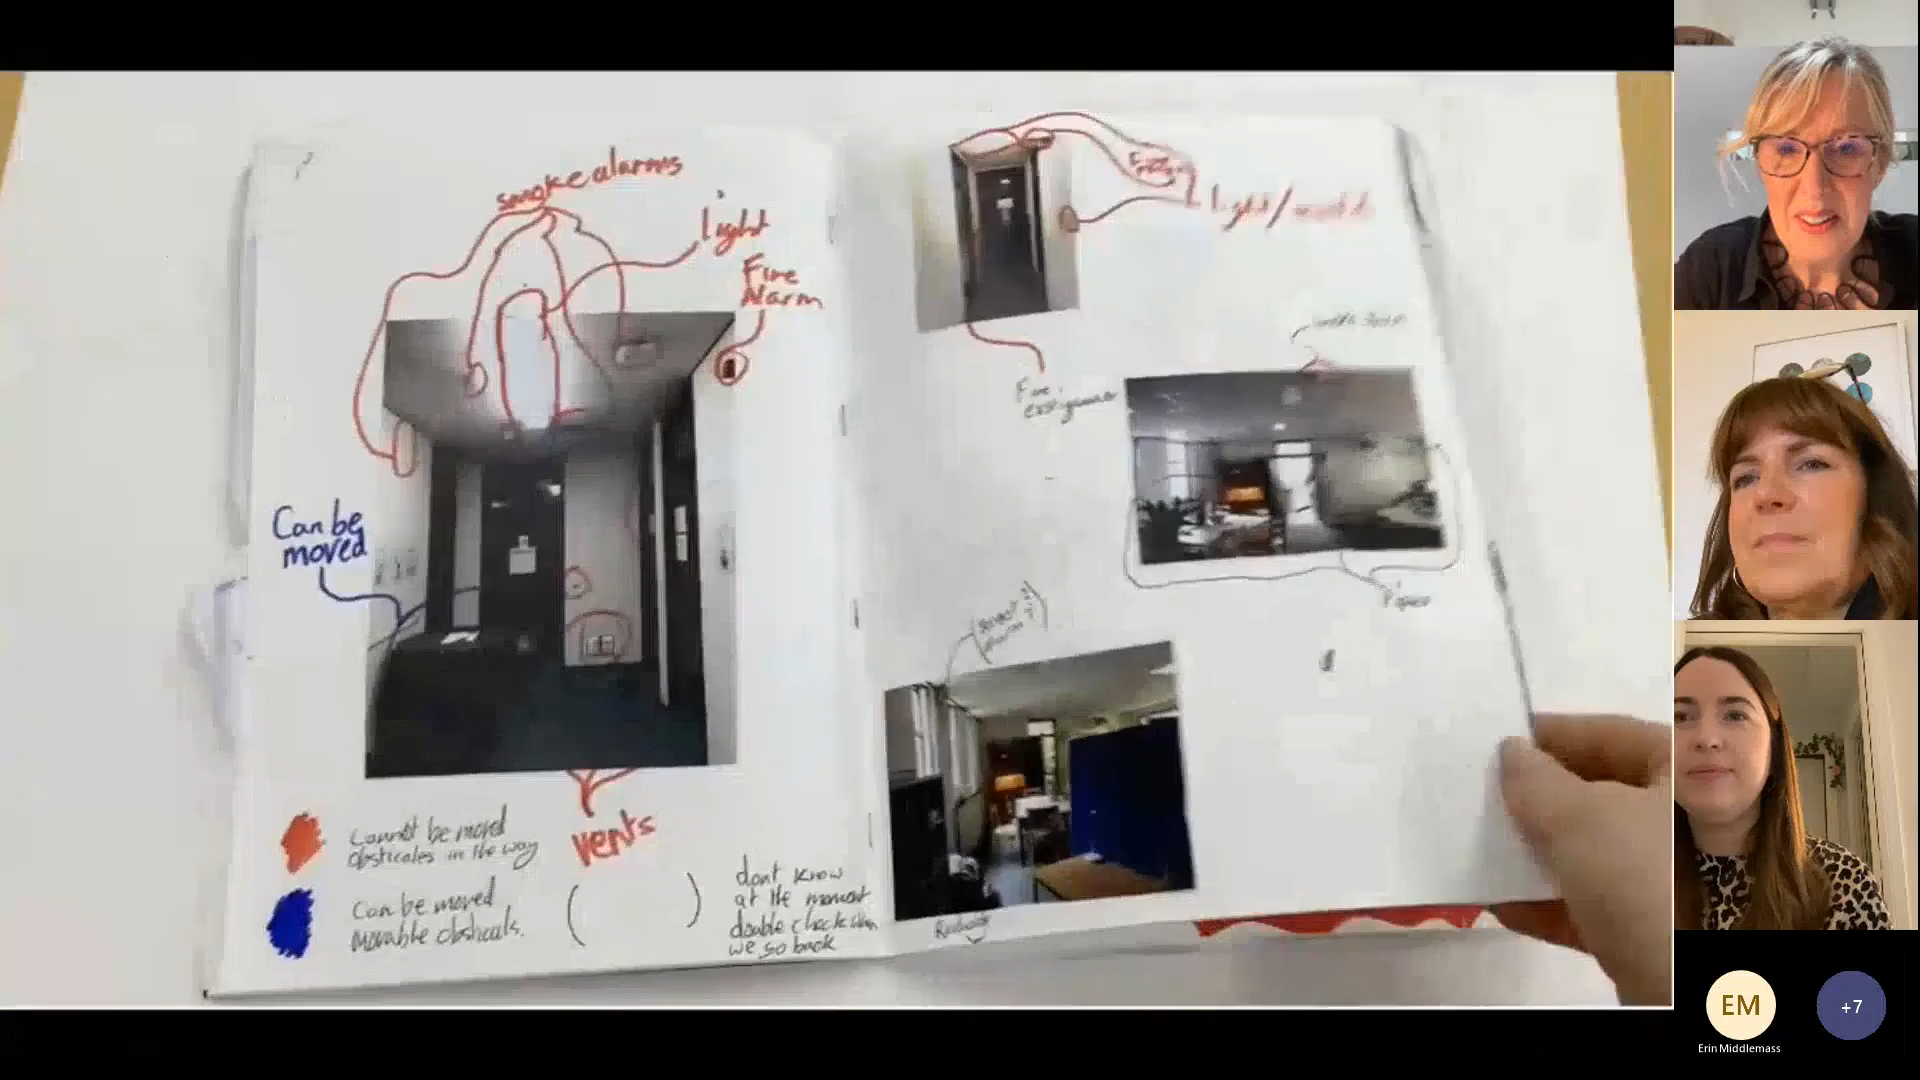 smoke alarms
light
Fire
Alarm
Can be
moved
vents
Cannot be moved
obsticales in the way
Can be moved
movable obsticals.
( )
dont know
at the moment
double check when
we go back
light/
Fire
EM
Erin Middlemass
+7